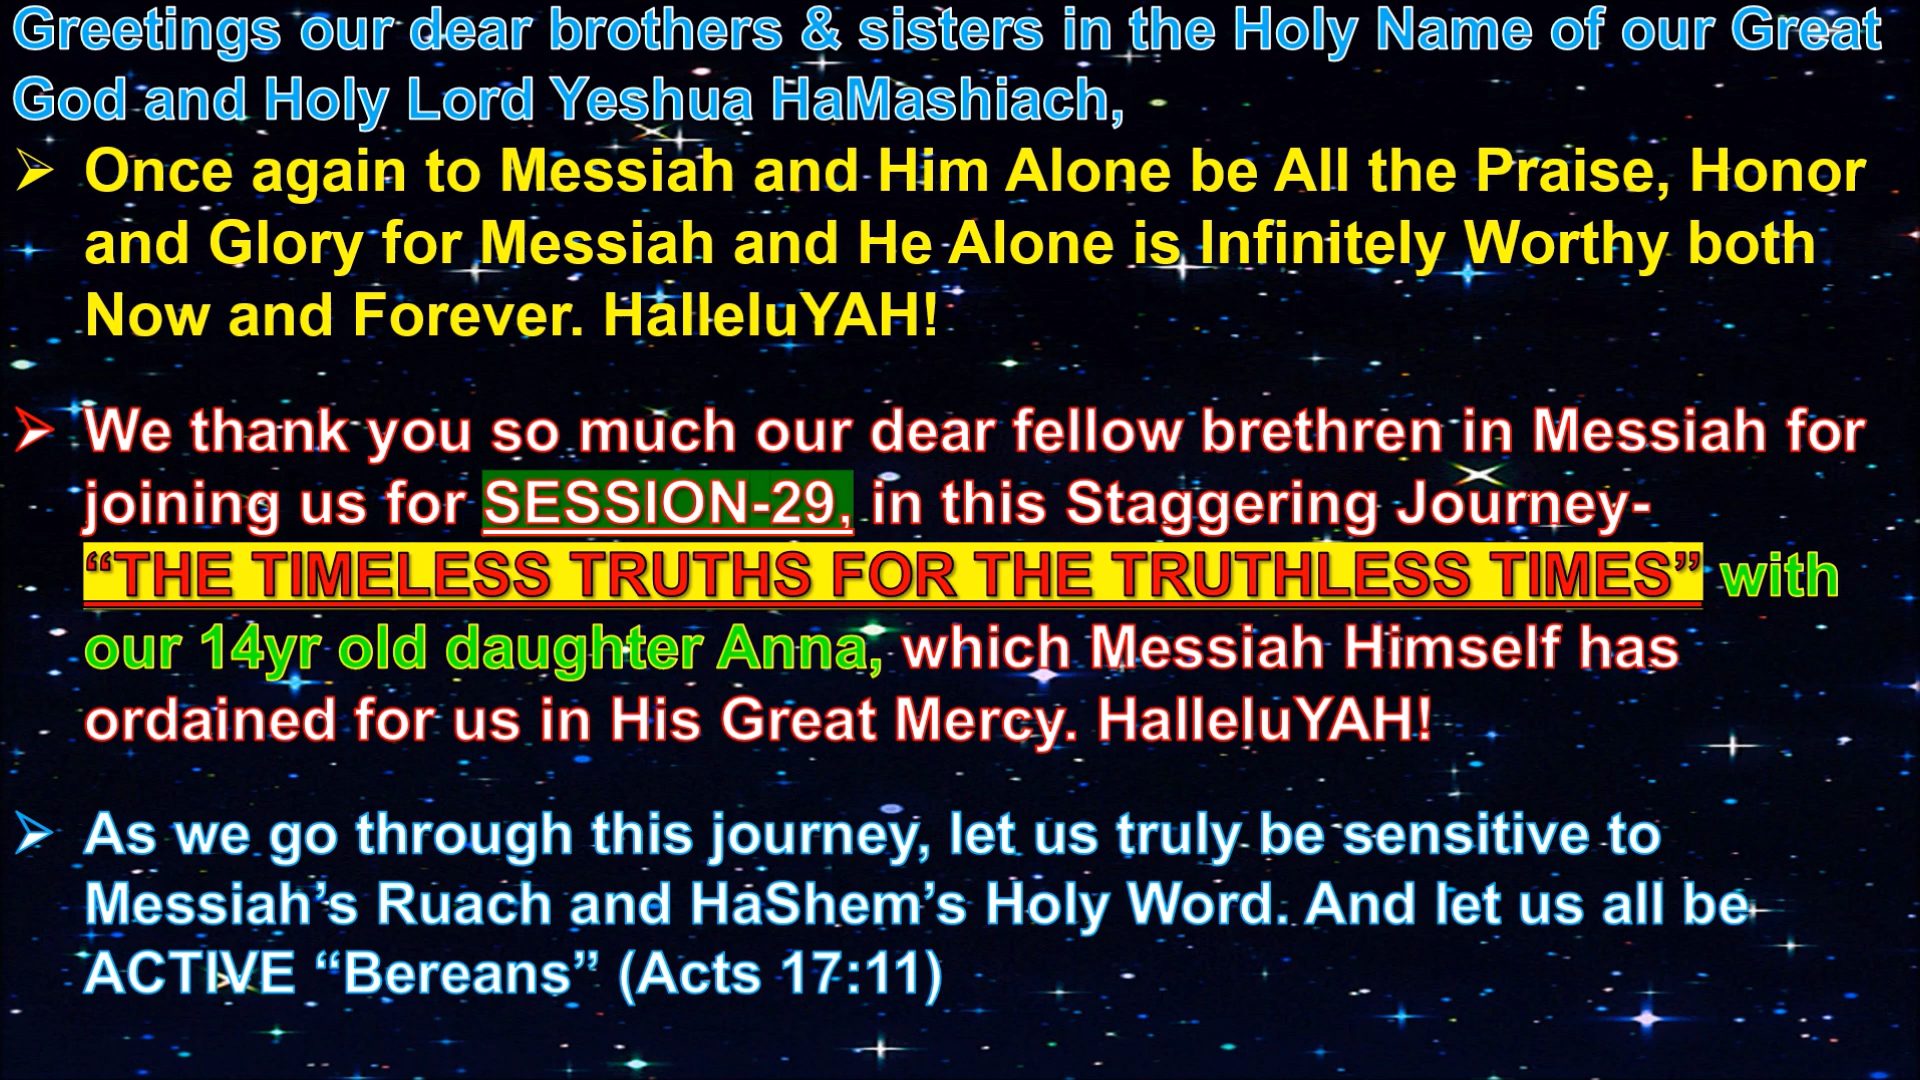 Greetings our dear brothers & sisters in the Holy Name of our Great
God and Holy Lord Yeshua HaMashiach,
➢ Once again to Messiah and Him Alone be All the Praise, Honor
and Glory for Messiah and He Alone is Infinitely Worthy both
Now and Forever. HalleluYAH!
➢ We thank you so much our dear fellow brethren in Messiah for
joining us for SESSION-29, in this Staggering Journey-
“THE TIMELESS TRUTHS FOR THE TRUTHLESS TIMES” with
our 14yr old daughter Anna, which Messiah Himself has
ordained for us in His Great Mercy. HalleluYAH!
➢ As we go through this journey, let us truly be sensitive to
Messiah’s Ruach and HaShem’s Holy Word. And let us all be
ACTIVE “Bereans” (Acts 17:11)